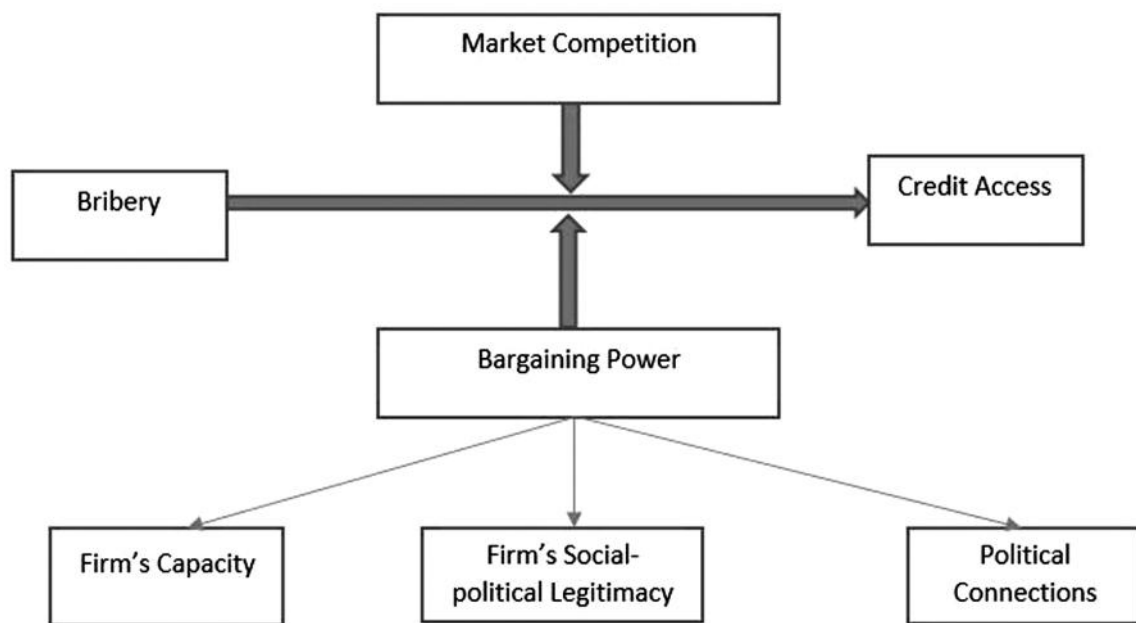 Market Competition
Bribery
Credit Access
Bargaining Power
Firm's Capacity
Firm's Social-
political Legitimacy
Political
Connections